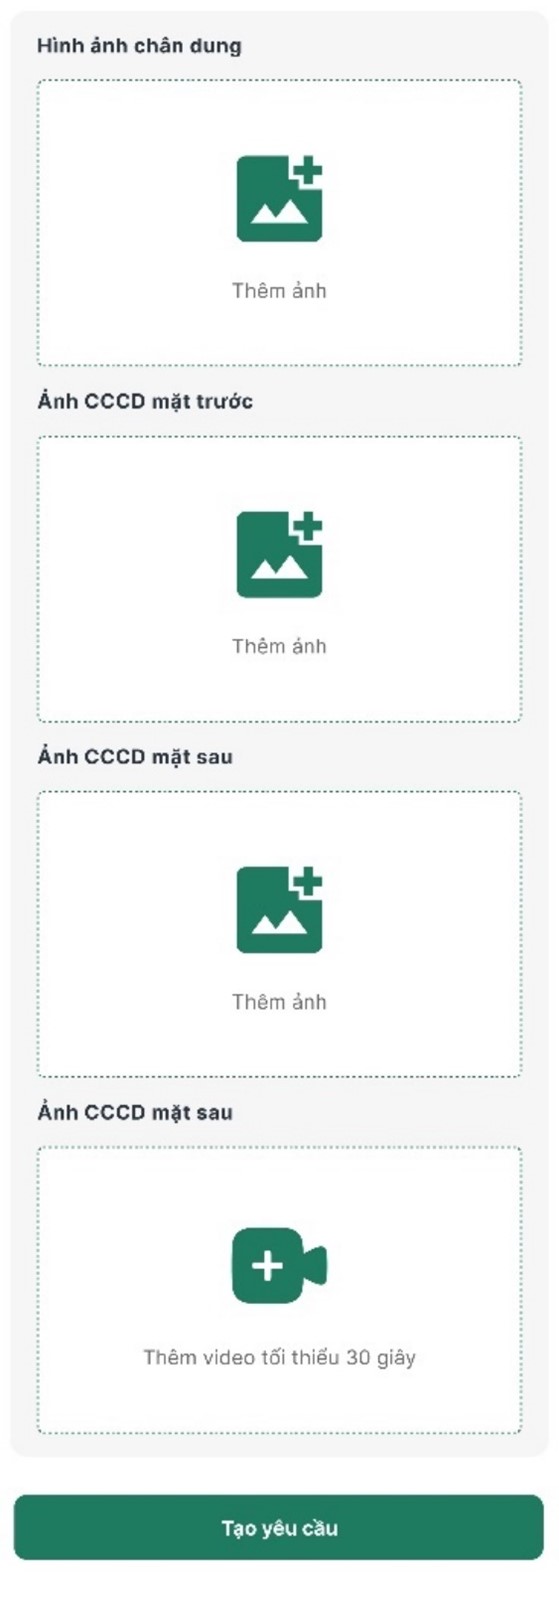 Hình ảnh chân dung
Thêm ảnh
Ảnh CCCD mặt trước
Thêm ảnh
Ảnh CCCD mặt sau
Thêm ảnh
Ảnh CCCD mặt sau
Thêm video tối thiểu 30 giây
Tạo yêu cầu